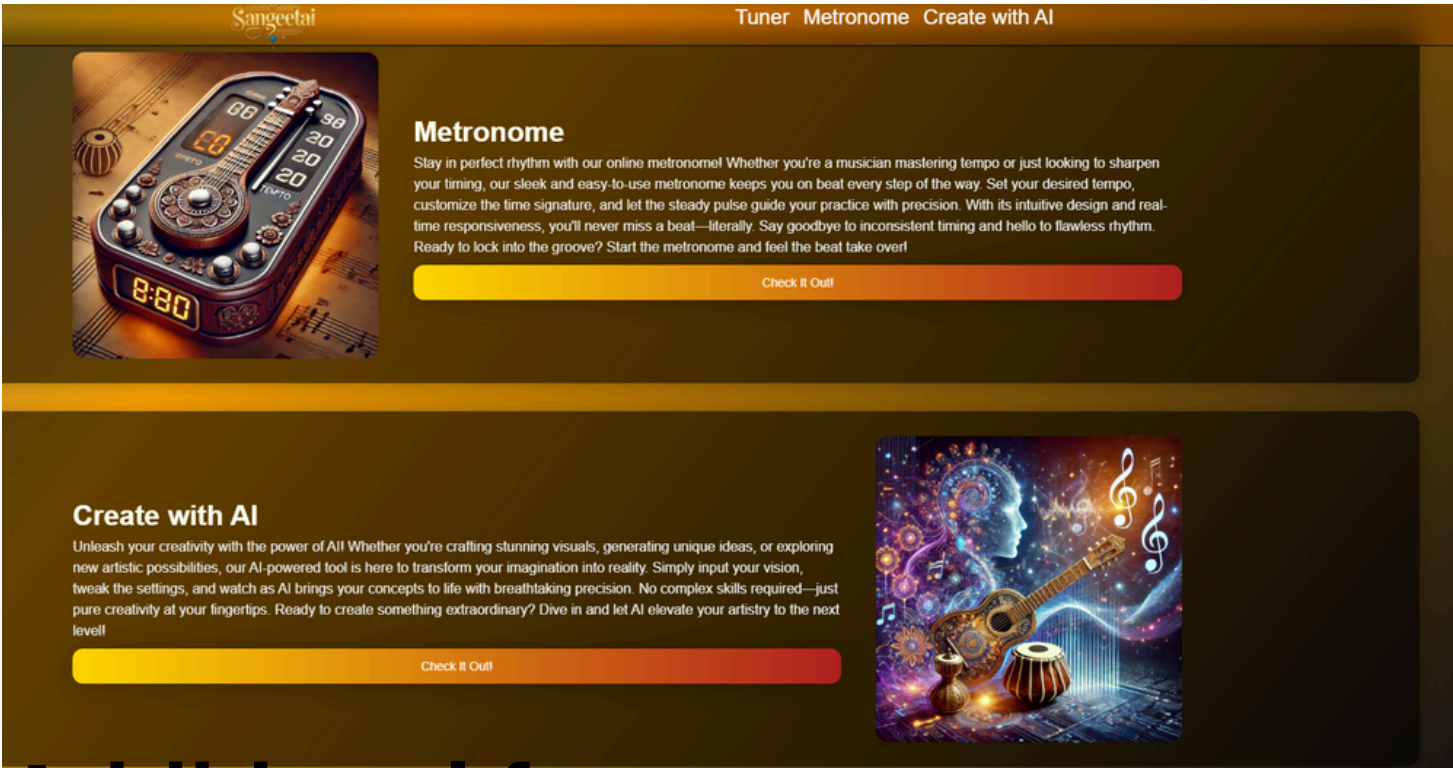 Sangeetai
Tuner Metronome Create with AI
88
98
20
20
20
TEMPTO
8:80
Metronome
Stay in perfect rhythm with our online metronome! Whether you're a musician mastering tempo or just looking to sharpen
your timing, our sleek and easy-to-use metronome keeps you on beat every step of the way. Set your desired tempo,
customize the time signature, and let the steady pulse guide your practice with precision. With its intuitive design and real-
time responsiveness, you'll never miss a beat—literally. Say goodbye to inconsistent timing and hello to flawless rhythm.
Ready to lock into the groove? Start the metronome and feel the beat take over!
Check It Out!
Create with AI
Unleash your creativity with the power of AI! Whether you're crafting stunning visuals, generating unique ideas, or exploring
new artistic possibilities, our AI-powered tool is here to transform your imagination into reality. Simply input your vision,
tweak the settings, and watch as AI brings your concepts to life with breathtaking precision. No complex skills required—just
pure creativity at your fingertips. Ready to create something extraordinary? Dive in and let AI elevate your artistry to the next
level!
Check It Out!